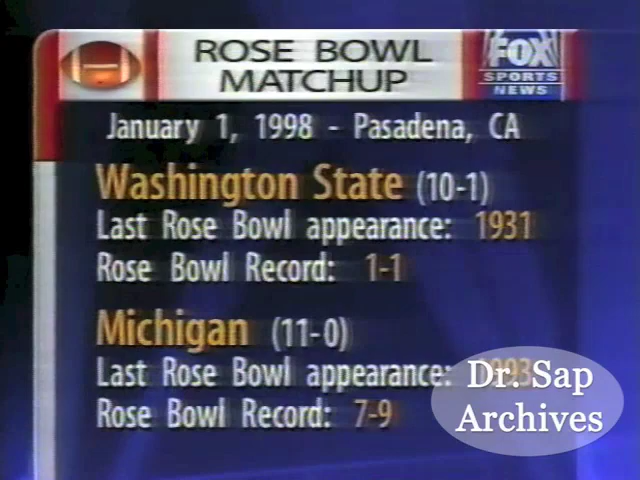 ROSE BOWL
MATCHUP
FOX
SPORTS
NEWS
January 1, 1998 - Pasadena, CA
Washington State (10-1)
Last Rose Bowl appearance: 1931
Rose Bowl Record: 1-1
Michigan (11-0)
Last Rose Bowl appearance: 1993
Rose Bowl Record: 7-9
Dr. Sap
Archives